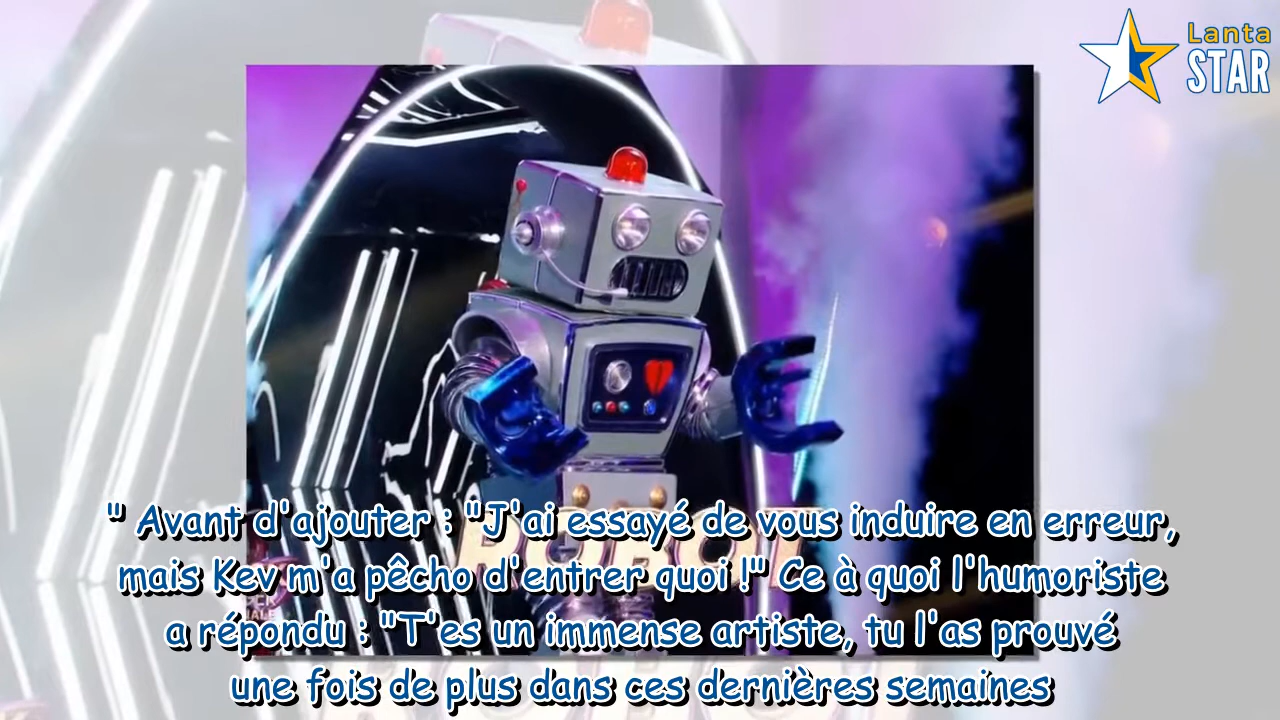 Lanta
STAR
" Avant d'ajouter : "J'ai essayé de vous induire en erreur,
mais Kev m'a pêcho d'entrer quoi !" Ce à quoi l'humoriste
a répondu : "T'es un immense artiste, tu l'as prouvé
une fois de plus dans ces dernières semaines
ROBOT